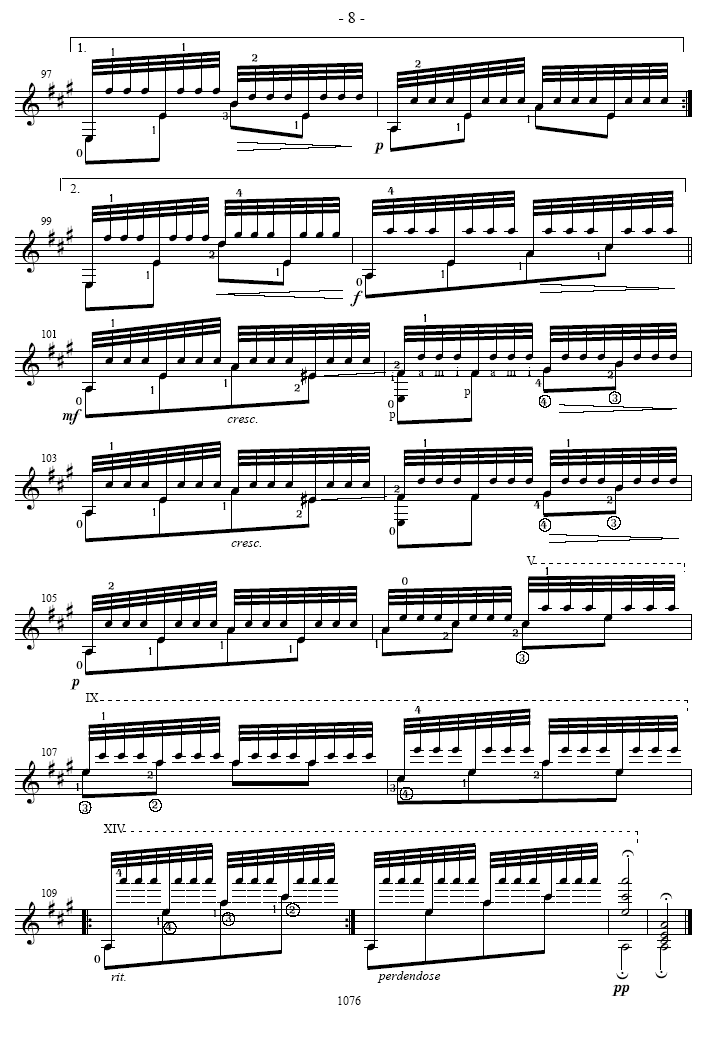 - 8 -
1.
1 1 2 2
97
0 1 3 1 p 1 1
2.
1 4 4
99
2 1 1 0 f 1 1 1
1 1
101
2 1 a m i a m i
0 1 1 2 0 4 2
mf cresc. p p 4 3
1 1 1
103
2
0 1 1 2 0 4 2
cresc. 4 3
V
2 0 1
105
0 1 1 1 1 2 2
p 3
IX
1 4
107
1 2 3 1 2
3 2 4
XIV
4
109
0 1 1 1
4 3 2
rit. perdendose pp
1076